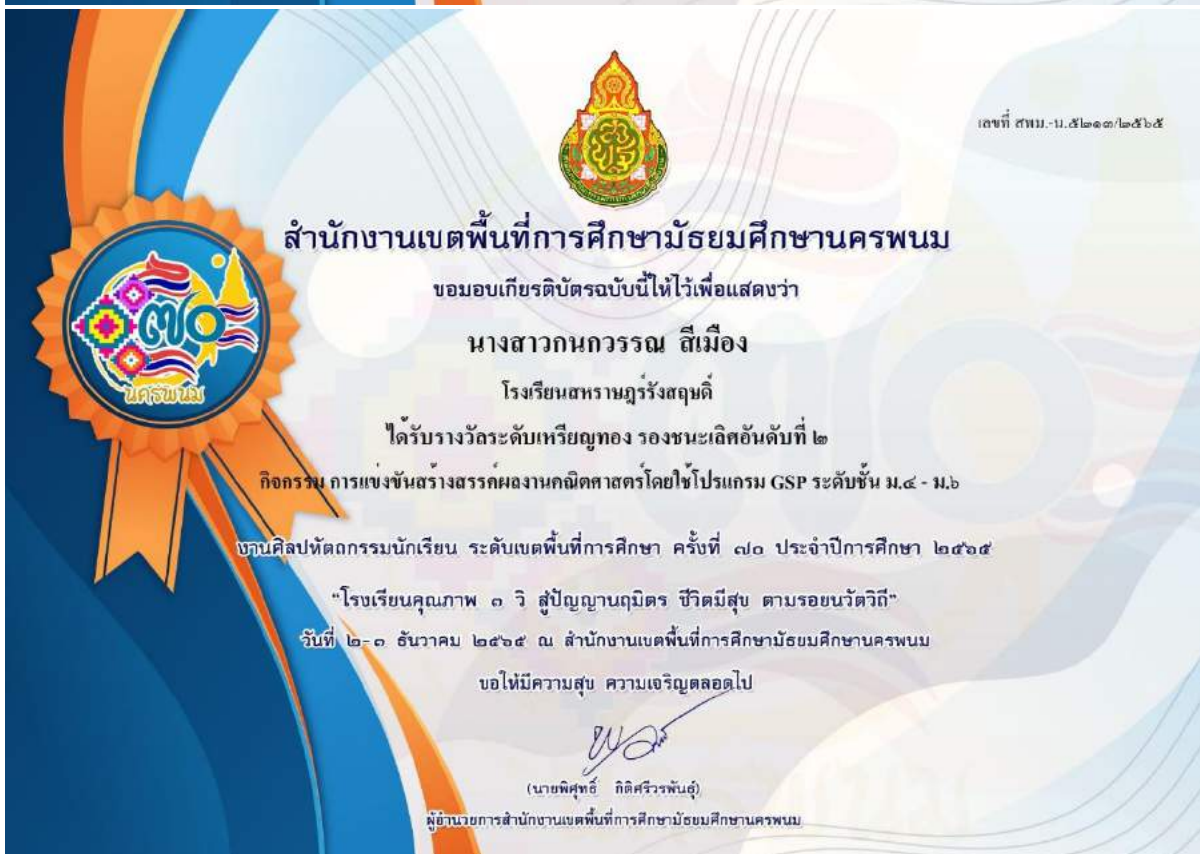 เลขที่ สพม.-น.๕๒๑๓/๒๕๖๕
สำนักงานเขตพื้นที่การศึกษามัธยมศึกษานครพนม
ขอมอบเกียรติบัตรฉบับนี้ให้ไว้เพื่อแสดงว่า
นางสาวกนกวรรณ สีเมือง
โรงเรียนสหราษฎร์รังสฤษดิ์
ได้รับรางวัลระดับเหรียญทอง รองชนะเลิศอันดับที่ ๒
กิจกรรม การแข่งขันสร้างสรรค์ผลงานคณิตศาสตร์โดยใช้โปรแกรม GSP ระดับชั้น ม.๔ - ม.๖
๗๐
นครพนม
งานศิลปหัตถกรรมนักเรียน ระดับเขตพื้นที่การศึกษา ครั้งที่ ๗๐ ประจำปีการศึกษา ๒๕๖๕
“โรงเรียนคุณภาพ ๓ วิ สู่ปัญญานฤมิตร ชีวิตมีสุข ตามรอยนวัตวิถี”
วันที่ ๒-๓ ธันวาคม ๒๕๖๕ ณ สำนักงานเขตพื้นที่การศึกษามัธยมศึกษานครพนม
ขอให้มีความสุข ความเจริญตลอดไป
(นายพิศุทธิ์ กิติศรีวรพันธุ์)
ผู้อำนวยการสำนักงานเขตพื้นที่การศึกษามัธยมศึกษานครพนม